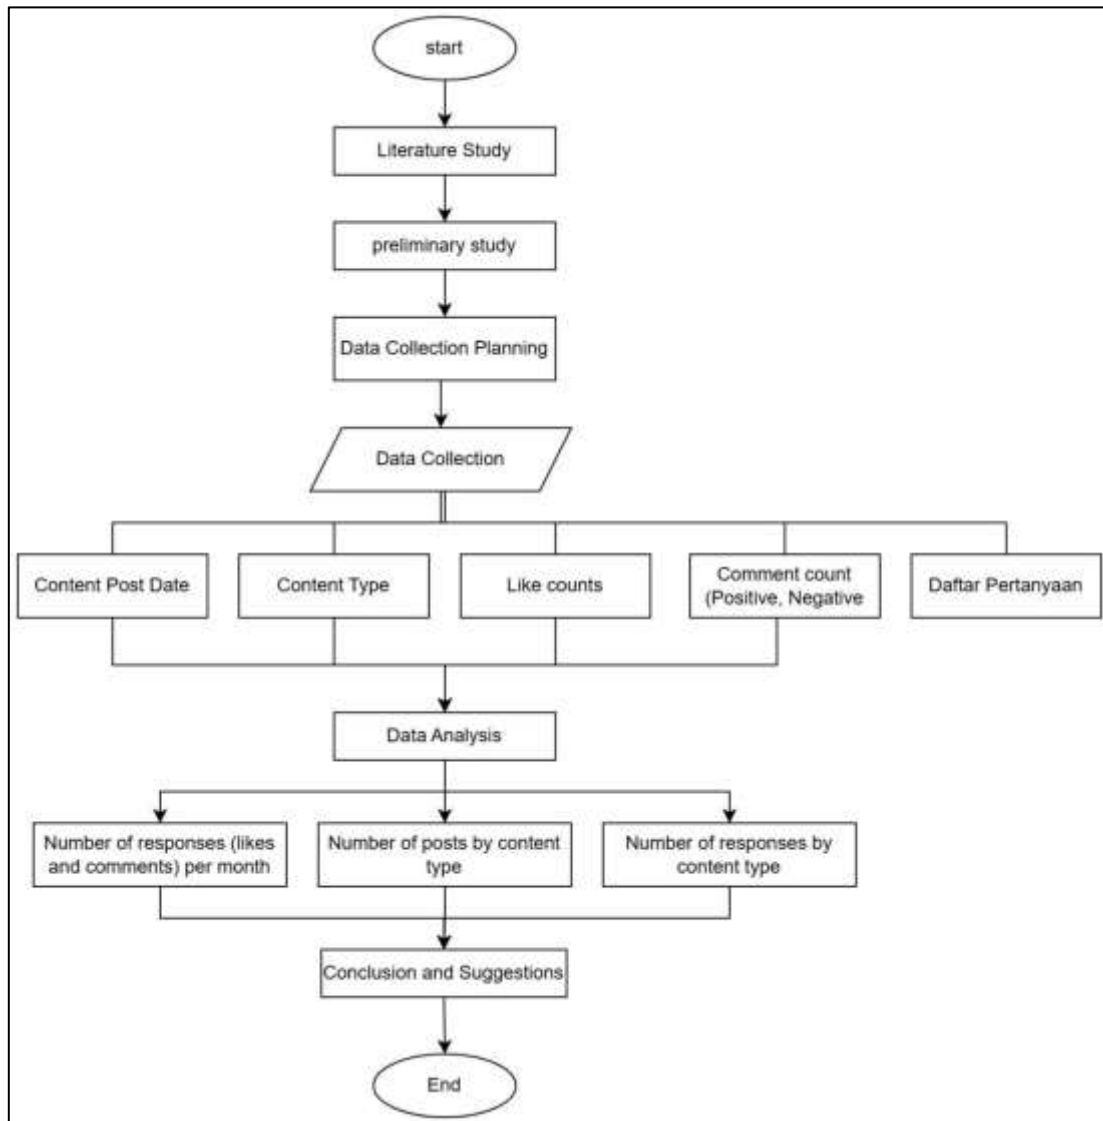 start
Literature Study
preliminary study
Data Collection Planning
Data Collection
Content Post Date
Content Type
Like counts
Comment count
(Positive, Negative
Daftar Pertanyaan
Data Analysis
Number of responses (likes
and comments) per month
Number of posts by content
type
Number of responses by
content type
Conclusion and Suggestions
End